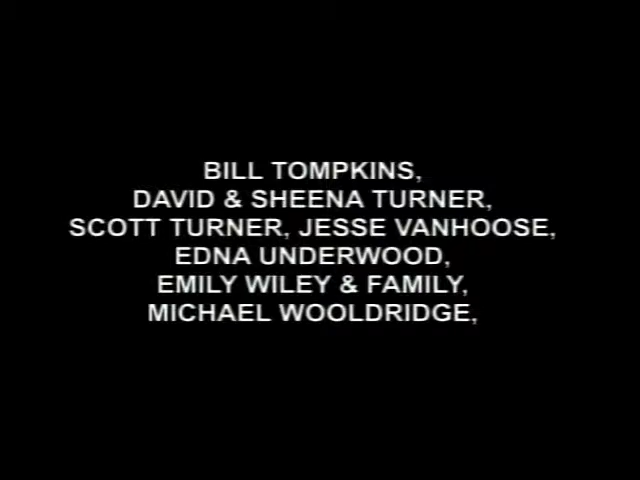 BILL TOMPKINS,
DAVID & SHEENA TURNER,
SCOTT TURNER, JESSE VANHOOSE,
EDNA UNDERWOOD,
EMILY WILEY & FAMILY,
MICHAEL WOOLDRIDGE,